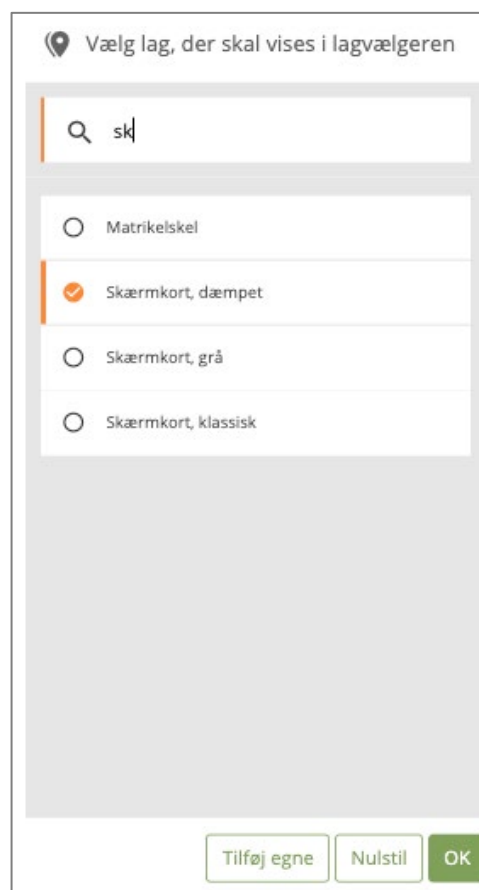 Vælg lag, der skal vises i lagvælgeren
sk
Matrikelskel
Skærmkort, dæmpet
Skærmkort, grå
Skærmkort, klassisk
Tilføj egne Nulstil OK